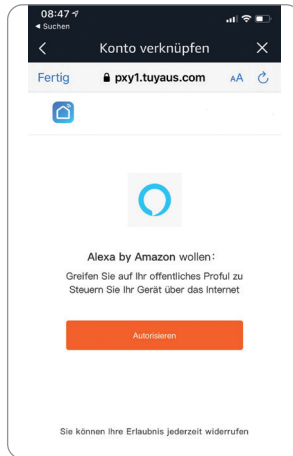 08:47
◀ Suchen
Konto verknüpfen
Fertig pxy1.tuyaus.com AA
Alexa by Amazon wollen:
Greifen Sie auf Ihr offentliches Proful zu
Steuern Sie Ihr Gerät über das Internet
Autorisieren
Sie können Ihre Erlaubnis jederzeit widerrufen